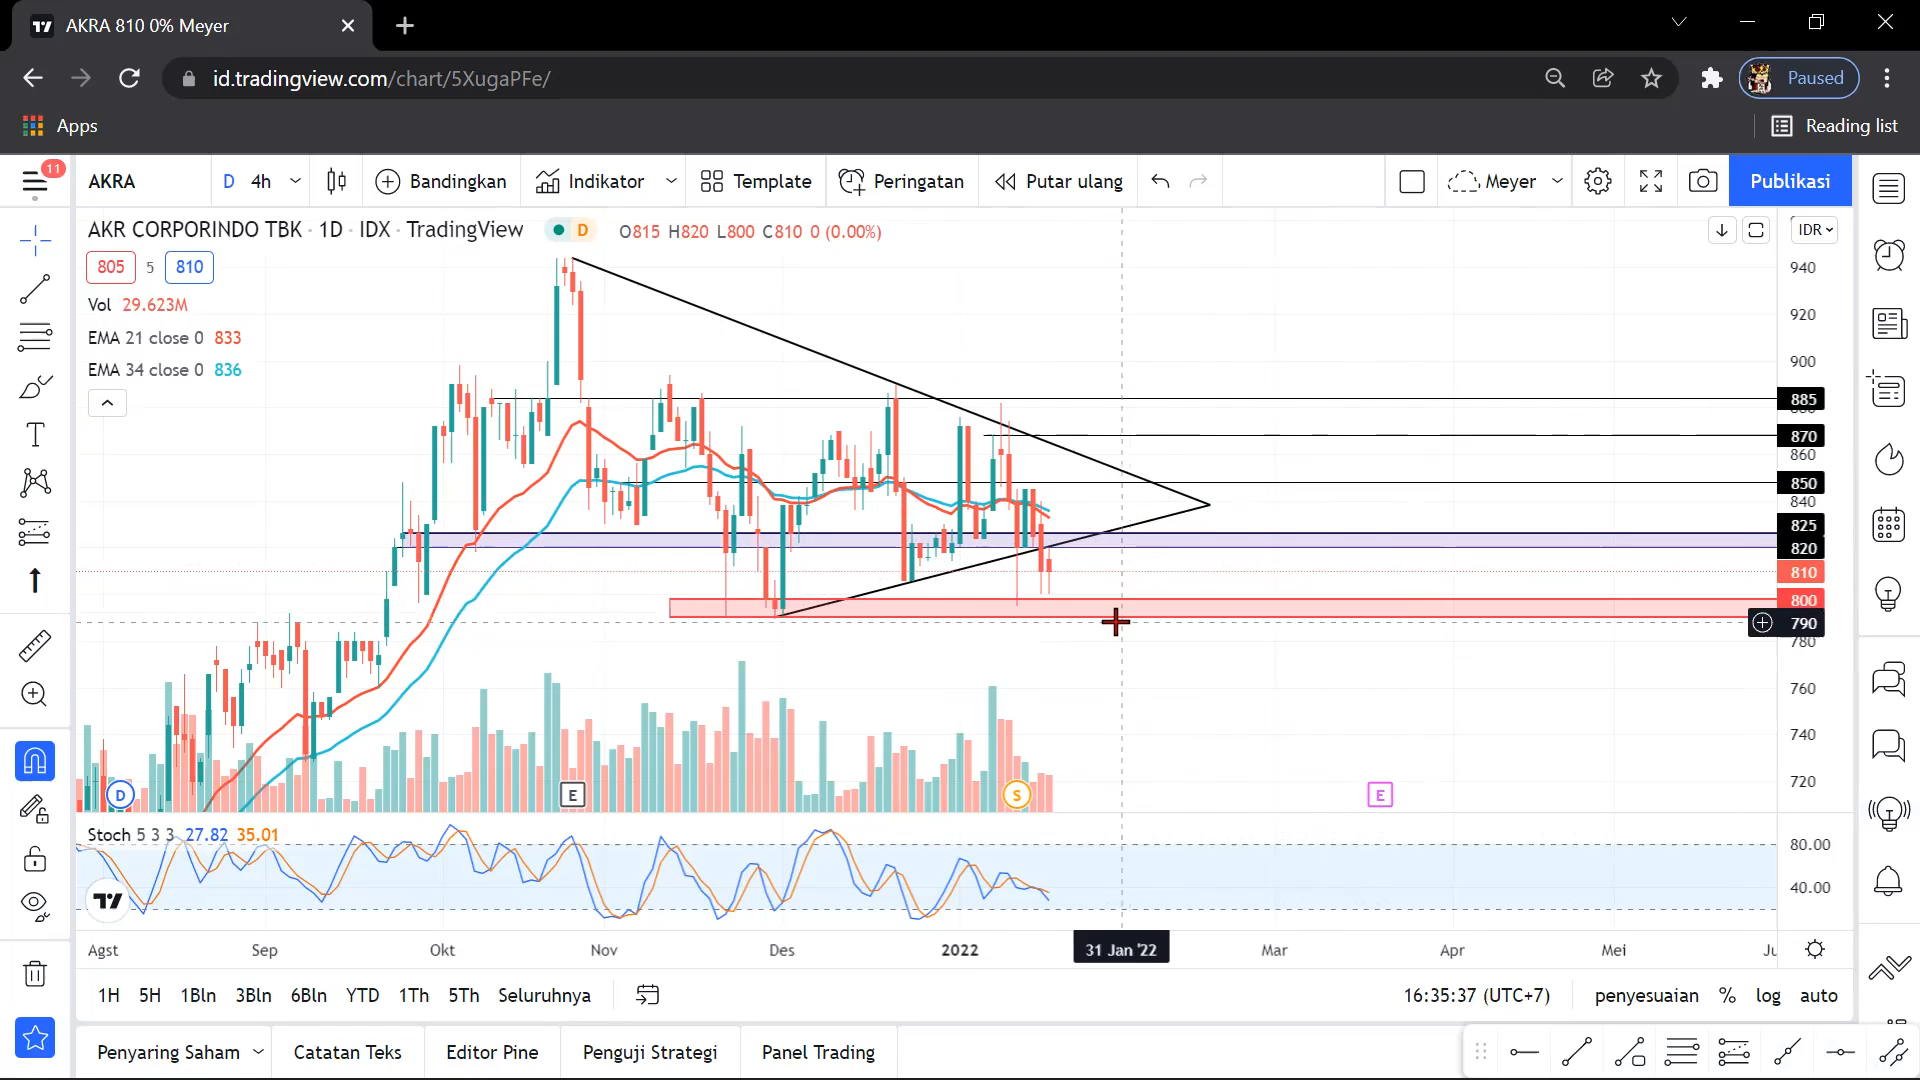 AKRA 810 0% Meyer
id.tradingview.com/chart/5XugaPFe/
Paused
Apps
Reading list
11
AKRA
D
4h
Bandingkan
Indikator
Template
Peringatan
Putar ulang
Meyer
Publikasi
AKR CORPORINDO TBK · 1D · IDX · TradingView
D
O815 H820 L800 C810 0 (0.00%)
IDR
805
5
810
Vol 29.623M
EMA 21 close 0 833
EMA 34 close 0 836
940
920
900
885
870
860
850
840
825
820
810
800
790
780
760
740
720
D
E
S
E
Stoch 5 3 3 27.82 35.01
80.00
40.00
Agst
Sep
Okt
Nov
Des
2022
31 Jan '22
Mar
Apr
Mei
Ju
1H
5H
1Bln
3Bln
6Bln
YTD
1Th
5Th
Seluruhnya
16:35:37 (UTC+7)
penyesuaian
%
log
auto
Penyaring Saham
Catatan Teks
Editor Pine
Penguji Strategi
Panel Trading